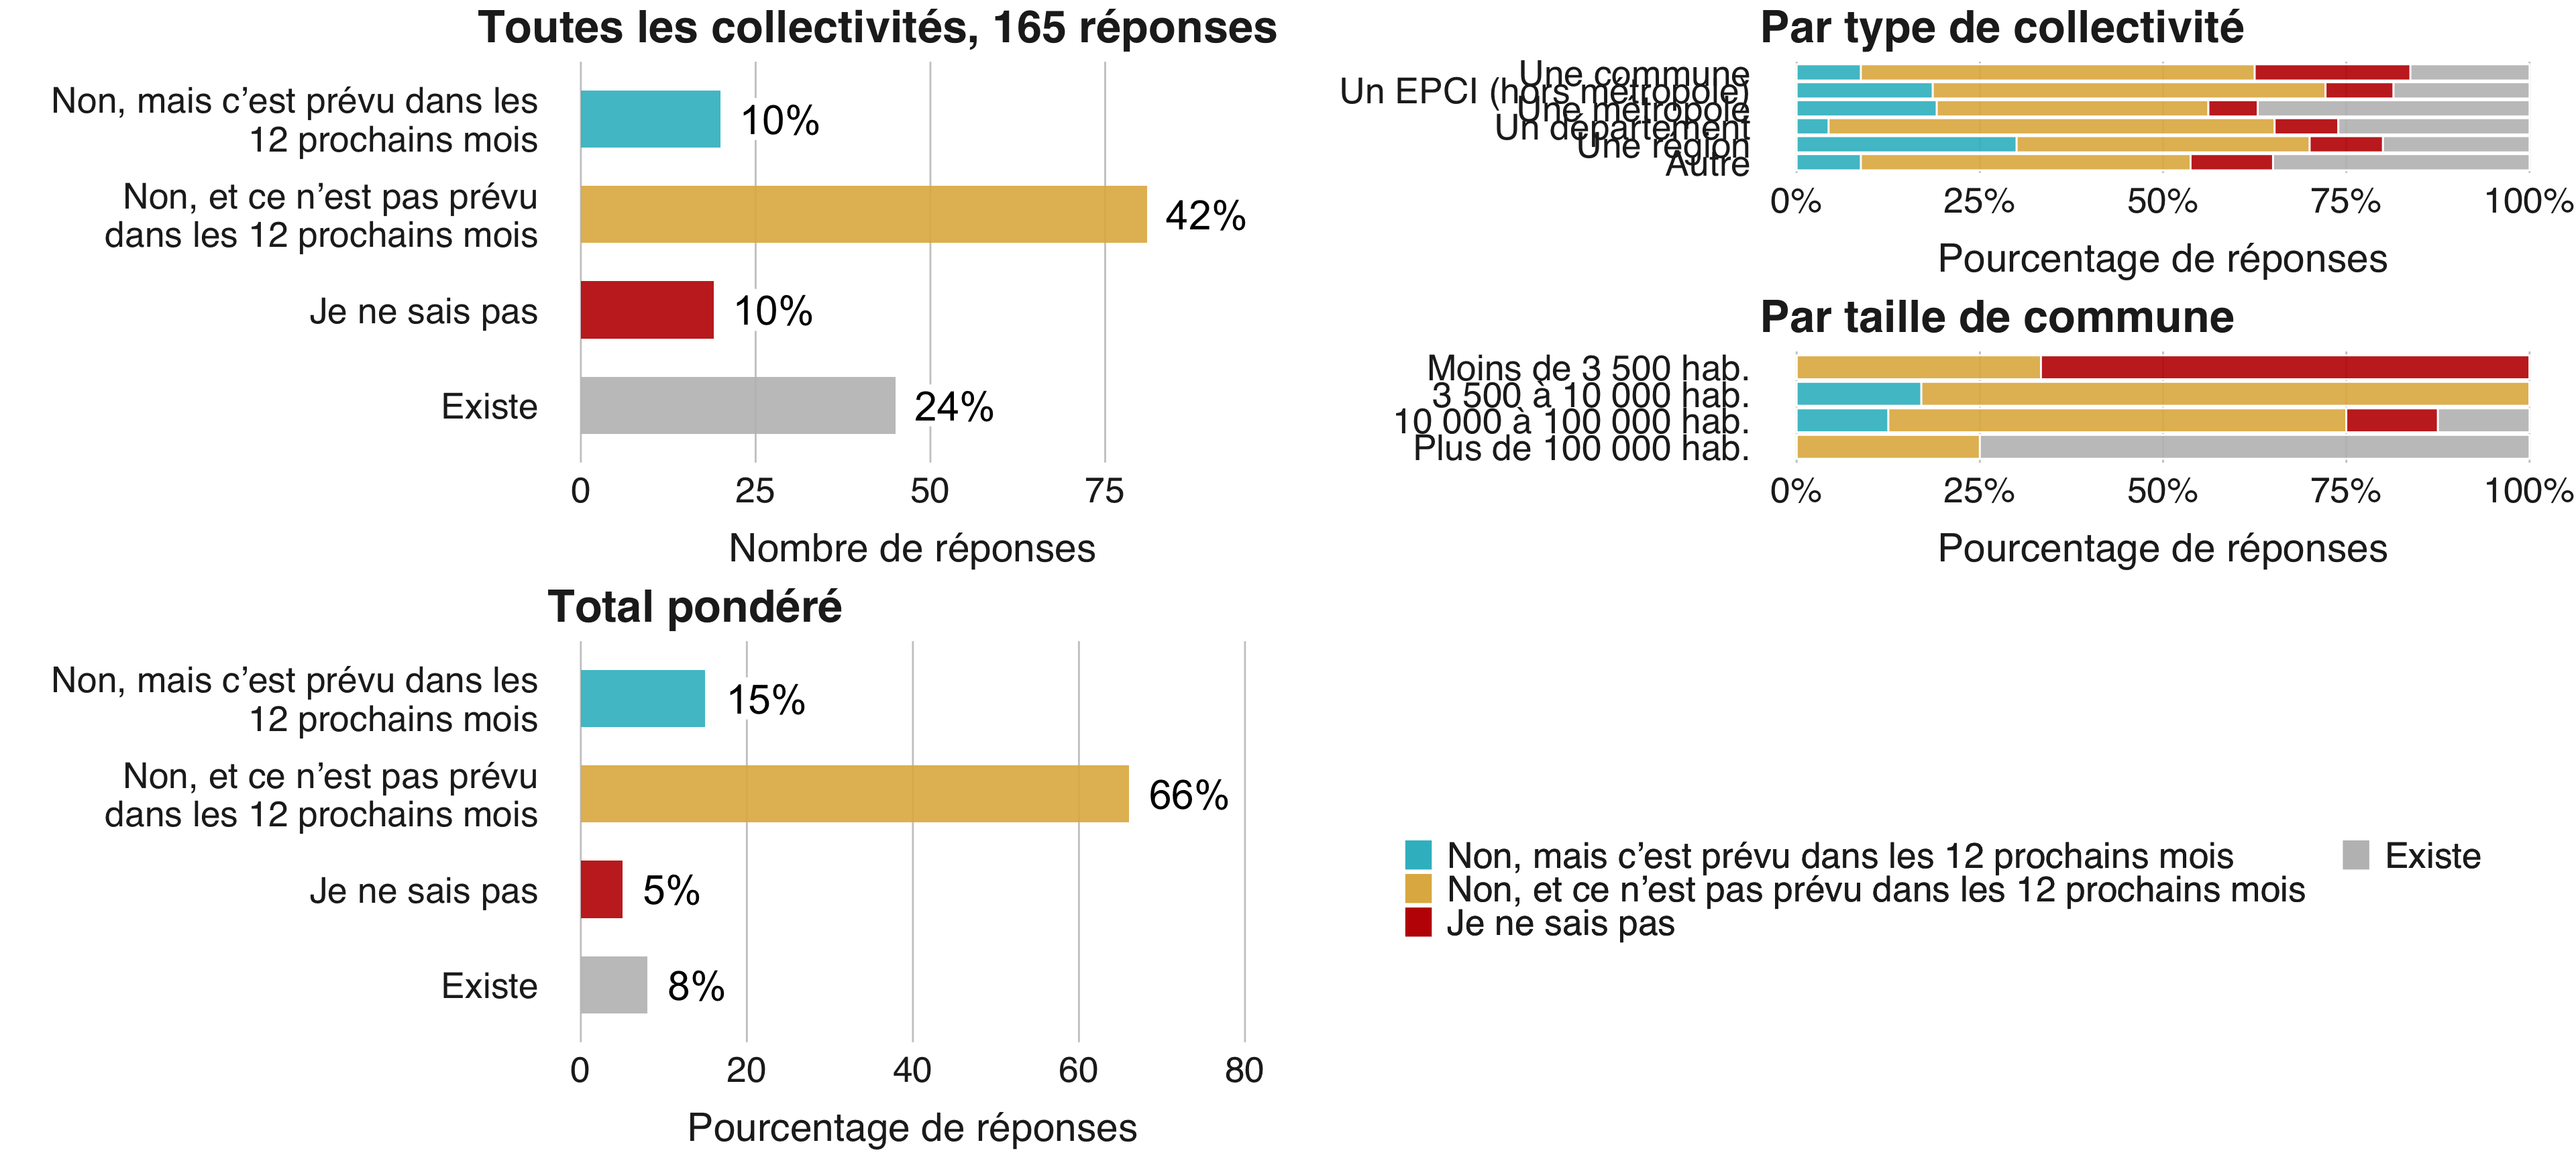 Toutes les collectivités, 165 réponses
Non, mais c’est prévu dans les
12 prochains mois
10%
Non, et ce n’est pas prévu
dans les 12 prochains mois
42%
Je ne sais pas
10%
Existe
24%
0 25 50 75
Nombre de réponses
Total pondéré
Non, mais c’est prévu dans les
12 prochains mois
15%
Non, et ce n’est pas prévu
dans les 12 prochains mois
66%
Je ne sais pas
5%
Existe
8%
0 20 40 60 80
Pourcentage de réponses
Par type de collectivité
Une commune
Un EPCI (hors métropole)
Une métropole
Un département
Une région
Autre
0% 25% 50% 75% 100%
Pourcentage de réponses
Par taille de commune
Moins de 3 500 hab.
3 500 à 10 000 hab.
10 000 à 100 000 hab.
Plus de 100 000 hab.
0% 25% 50% 75% 100%
Pourcentage de réponses
Non, mais c’est prévu dans les 12 prochains mois
Non, et ce n’est pas prévu dans les 12 prochains mois
Je ne sais pas
Existe